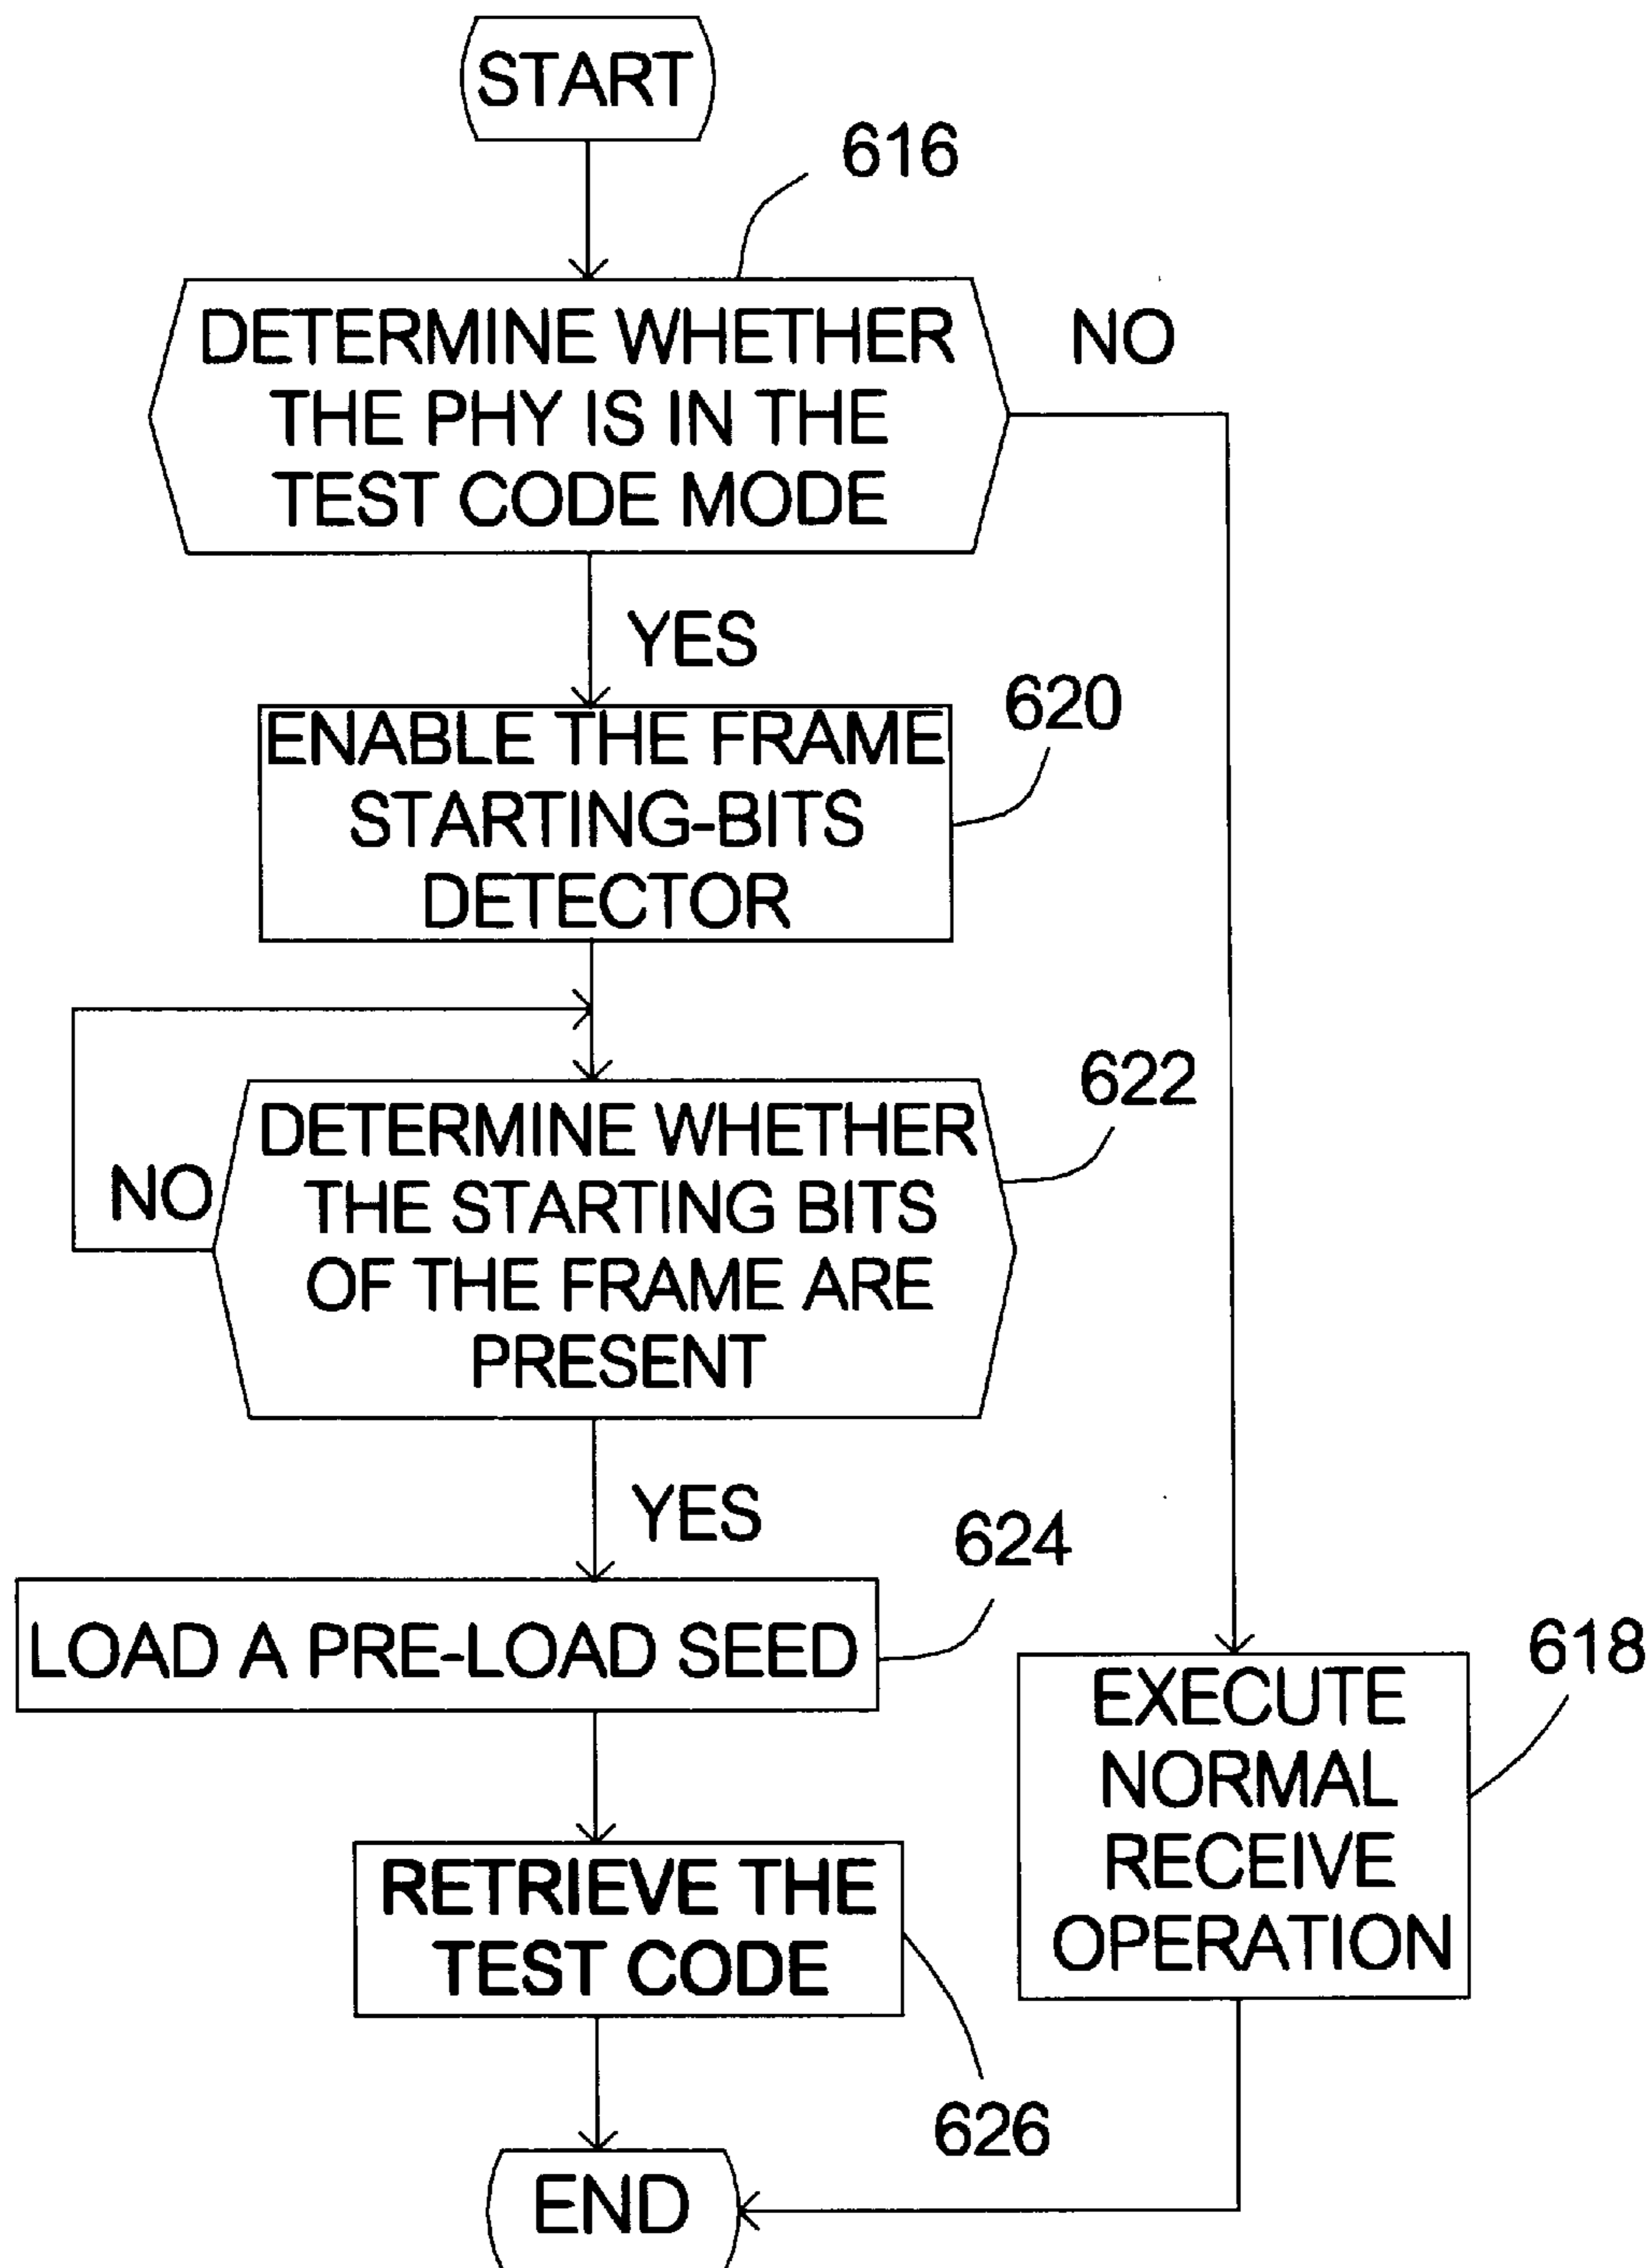 START
616
DETERMINE WHETHER
THE PHY IS IN THE
TEST CODE MODE
NO
YES
620
ENABLE THE FRAME
STARTING-BITS
DETECTOR
622
DETERMINE WHETHER
THE STARTING BITS
OF THE FRAME ARE
PRESENT
NO
YES
624
LOAD A PRE-LOAD SEED
618
EXECUTE
NORMAL
RECEIVE
OPERATION
RETRIEVE THE
TEST CODE
626
END